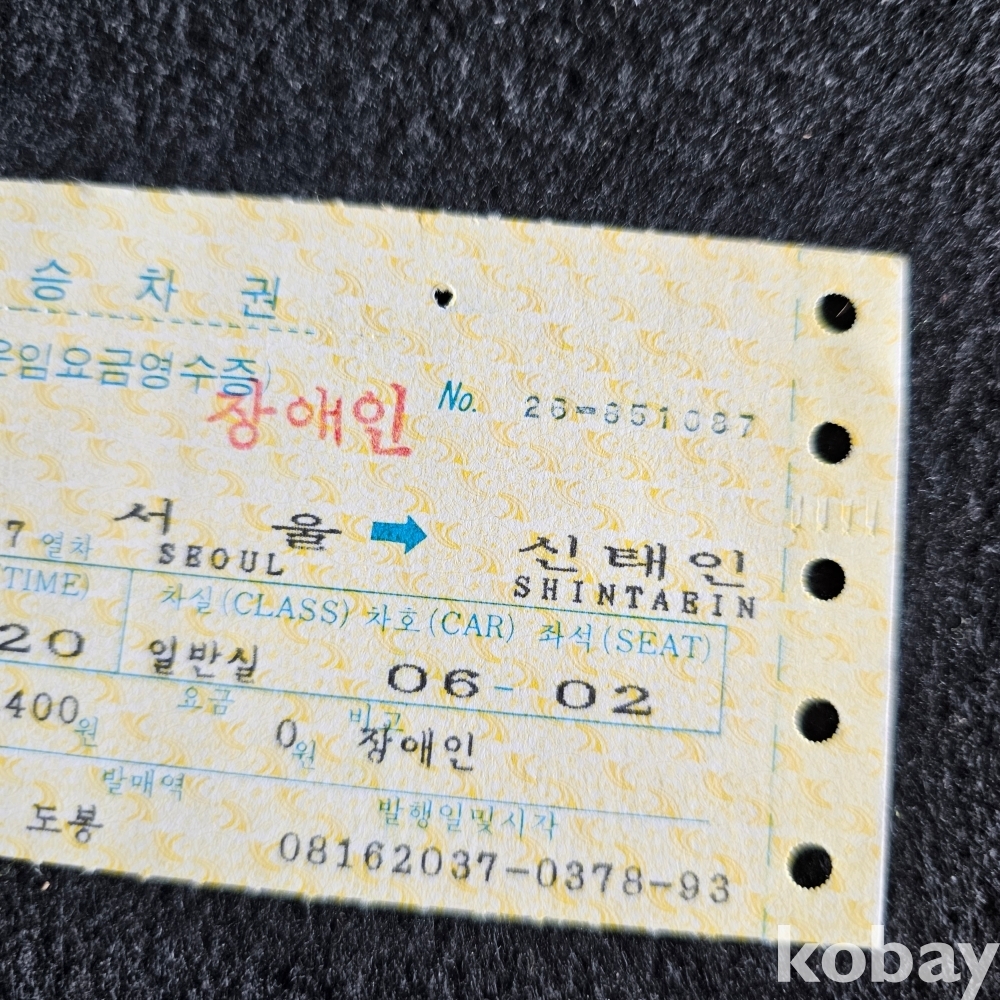 승차권
운임요금영수증)
장애인 No. 26-851087
7 열차 서울 ➡ 신태인
SEOUL SHINTAEIN
TIME) 차실(CLASS) 차호(CAR) 좌석(SEAT)
20 일반실 06- 02
요금 비고
400원 0원 장애인
발매역 발행일및시각
도봉 08162037-0378-93
kobay